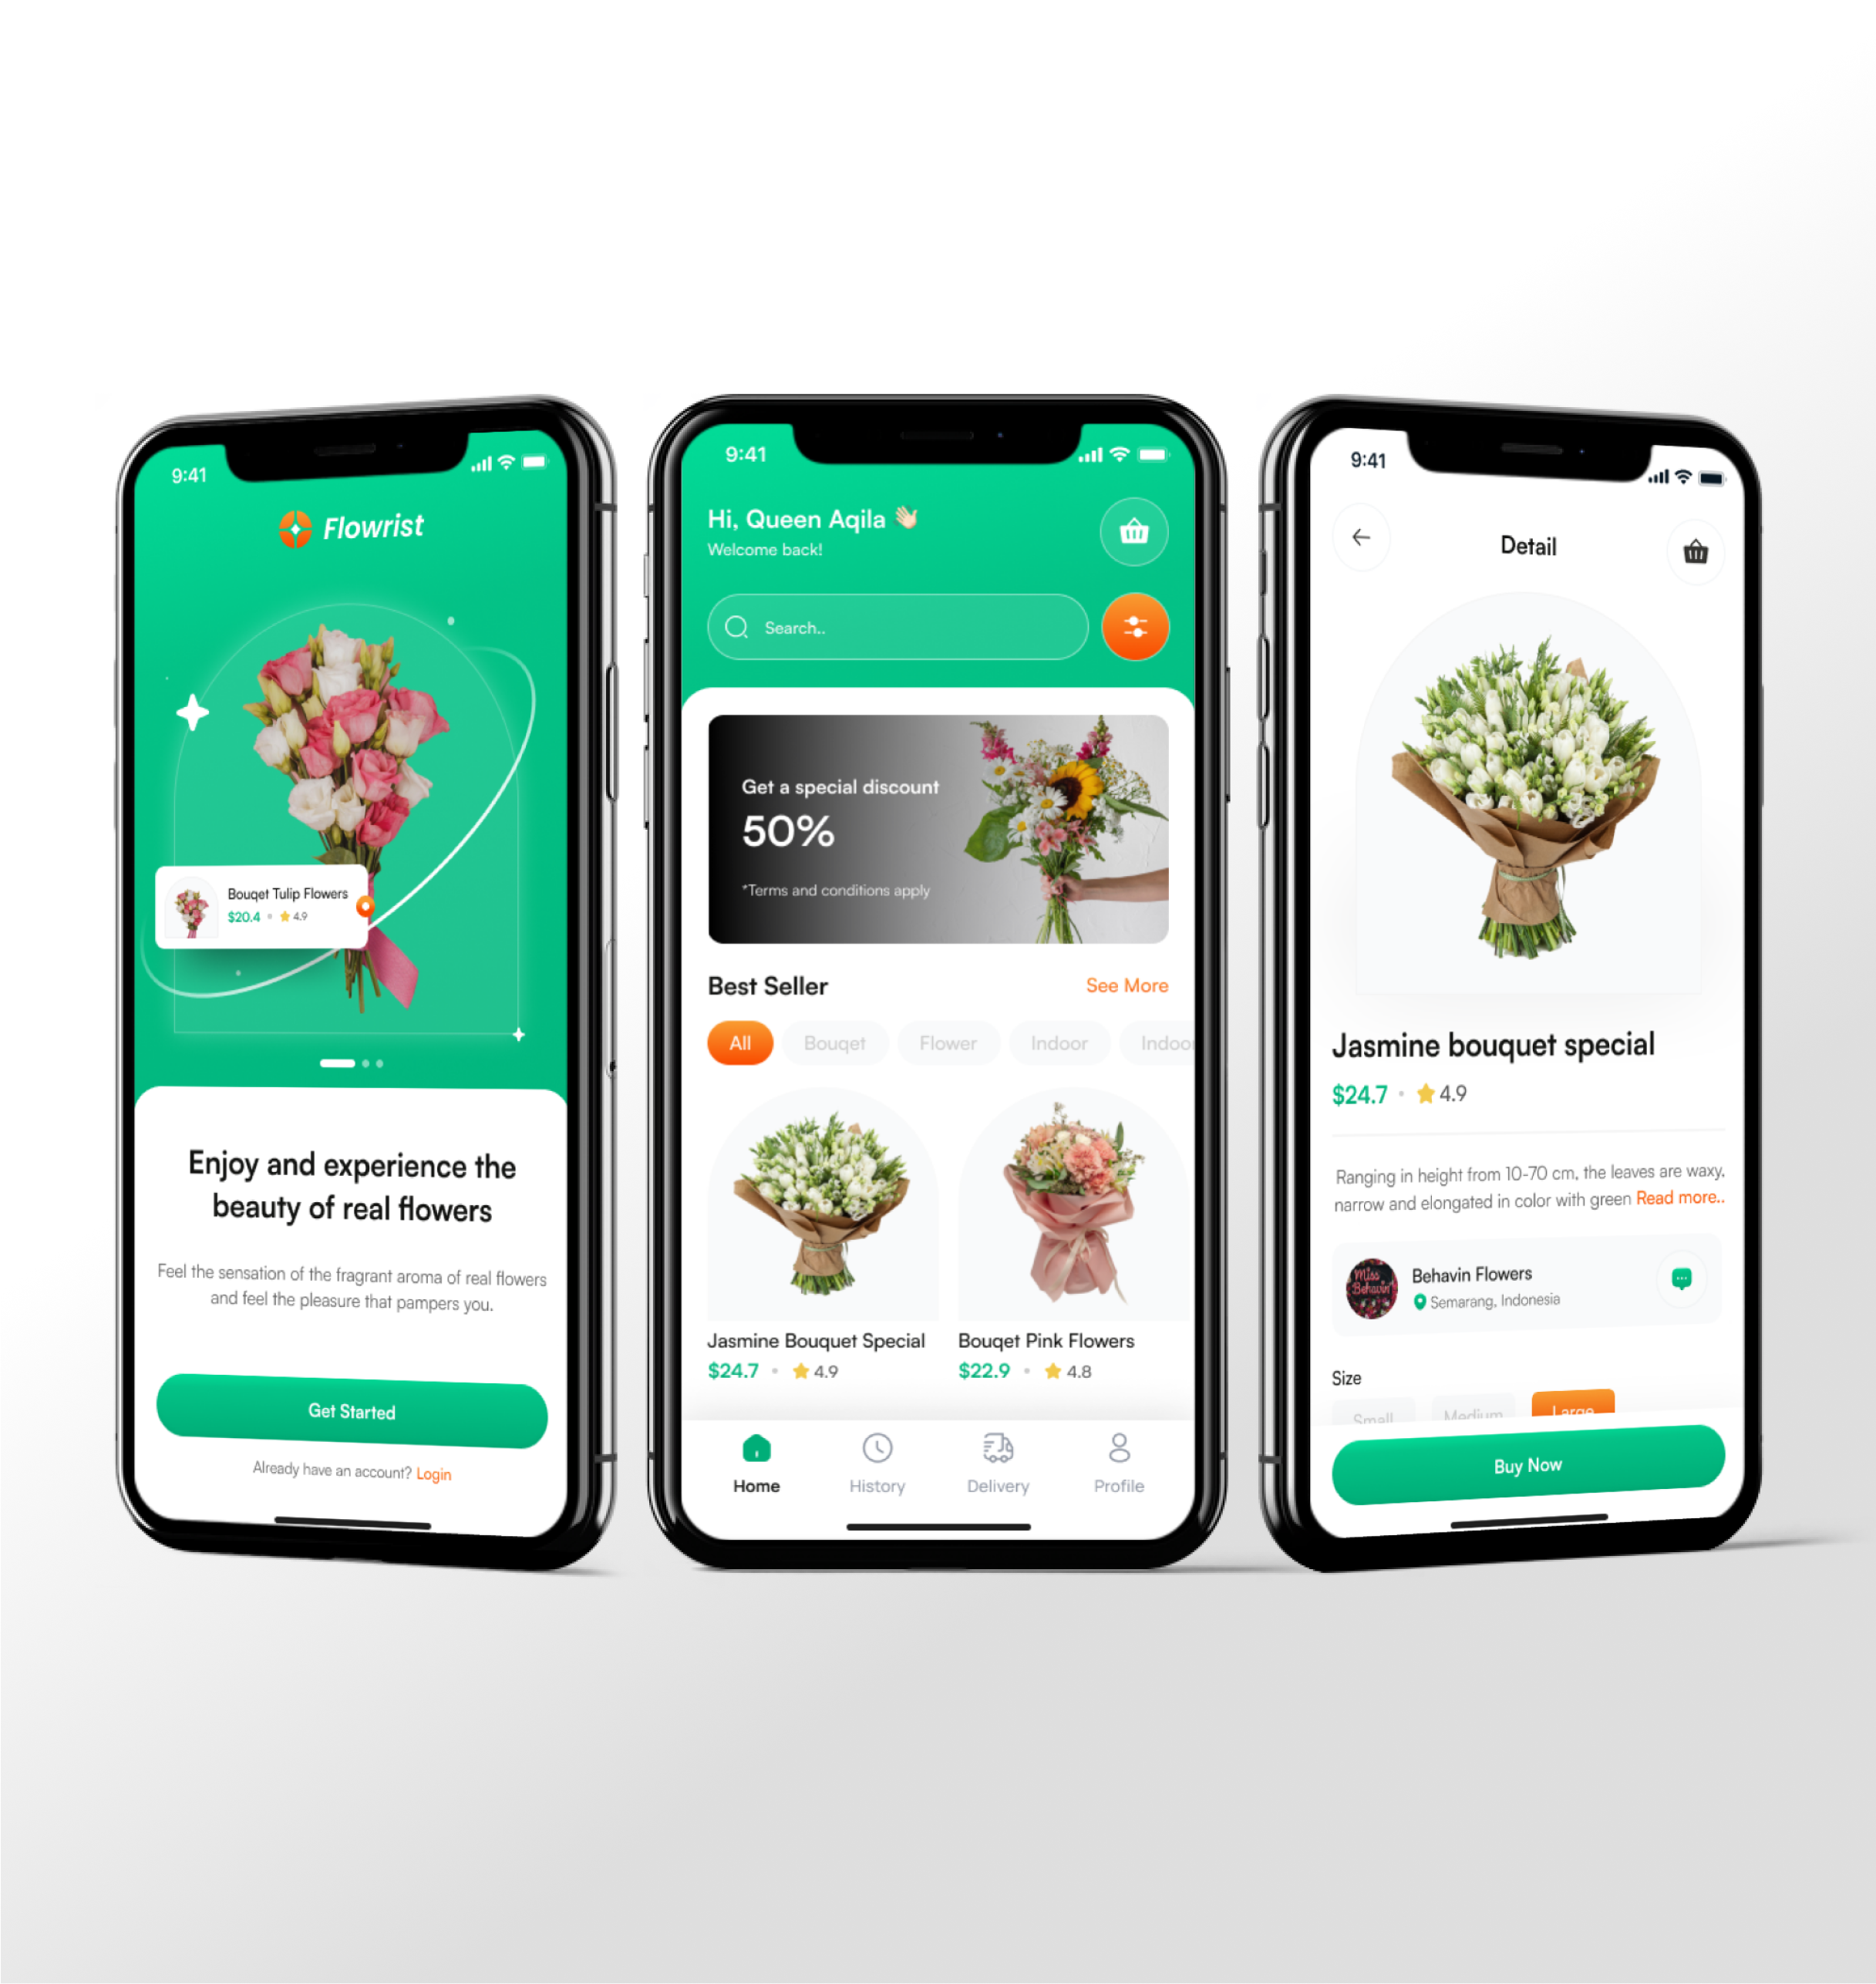 9:41
Flowrist
Bouqet Tulip Flowers
$20.4 • 4.9
Enjoy and experience the
beauty of real flowers
Feel the sensation of the fragrant aroma of real flowers
and feel the pleasure that pampers you.
Get Started
Already have an account? Login
9:41
Hi, Queen Aqila 👋🏻
Welcome back!
Search..
Get a special discount
50%
*Terms and conditions apply
Best Seller See More
All Bouqet Flower Indoor Indoor
Jasmine Bouquet Special
$24.7 • 4.9
Bouqet Pink Flowers
$22.9 • 4.8
Home History Delivery Profile
9:41
Detail
Jasmine bouquet special
$24.7 • 4.9
Ranging in height from 10-70 cm, the leaves are waxy,
narrow and elongated in color with green Read more..
Miss
Behavin'
Behavin Flowers
Semarang, Indonesia
Size
Small Medium Large
Buy Now